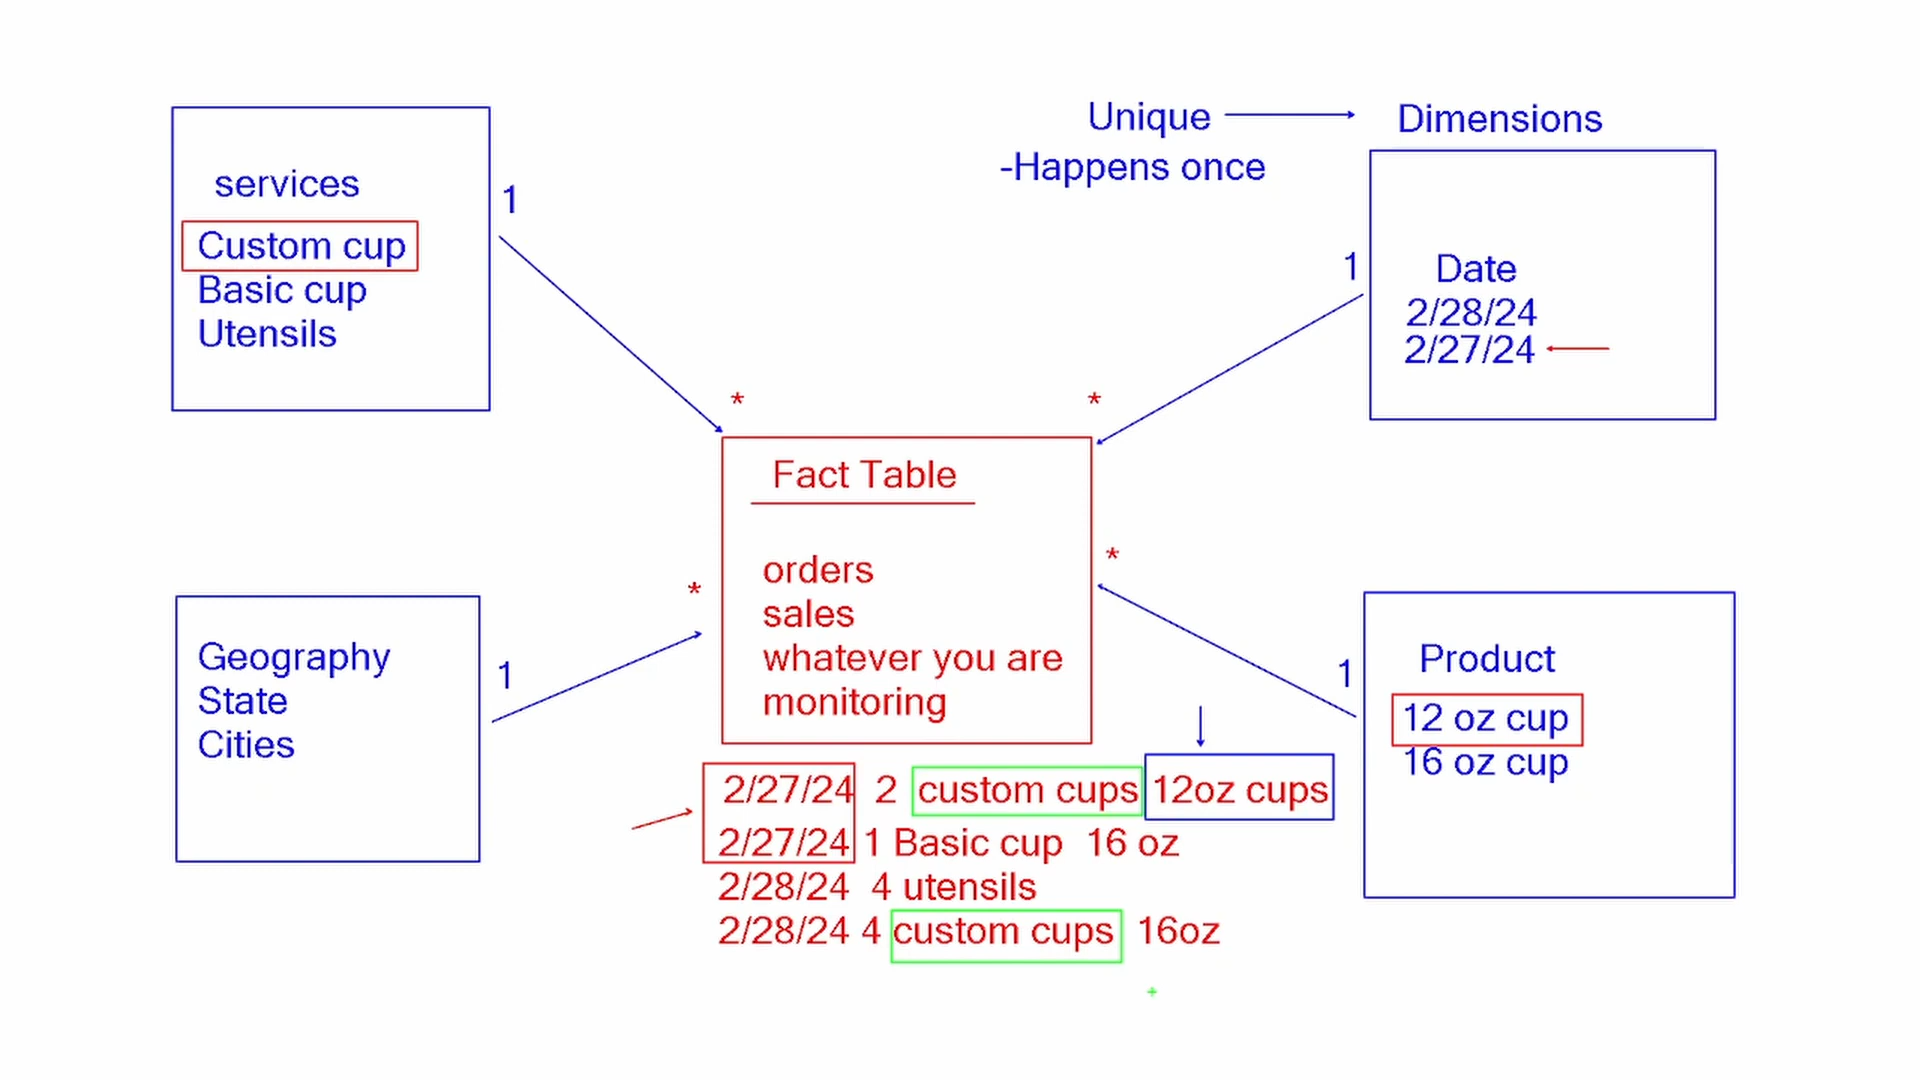 Unique
Dimensions
-Happens once
services
Custom cup
Basic cup
Utensils
1
Date
2/28/24
2/27/24
1
*
*
Fact Table
orders
sales
whatever you are
monitoring
*
*
Geography
State
Cities
1
Product
12 oz cup
16 oz cup
1
2/27/24 2 custom cups 12oz cups
2/27/24 1 Basic cup 16 oz
2/28/24 4 utensils
2/28/24 4 custom cups 16oz